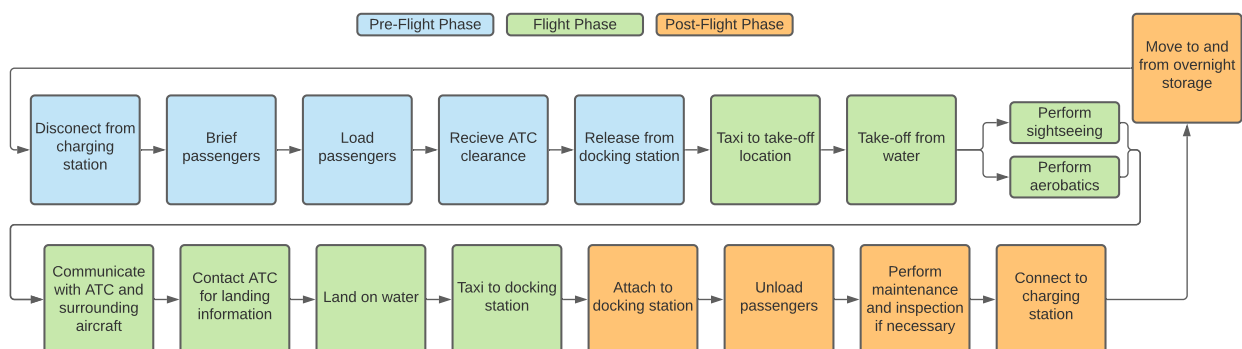 Pre-Flight Phase
Flight Phase
Post-Flight Phase
Move to and
from overnight
storage
Disconect from
charging
station
Brief
passengers
Load
passengers
Recieve ATC
clearance
Release from
docking station
Taxi to take-off
location
Take-off from
water
Perform
sightseeing
Perform
aerobatics
Communicate
with ATC and
surrounding
aircraft
Contact ATC
for landing
information
Land on water
Taxi to docking
station
Attach to
docking station
Unload
passengers
Perform
maintenance
and inspection
if necessary
Connect to
charging
station